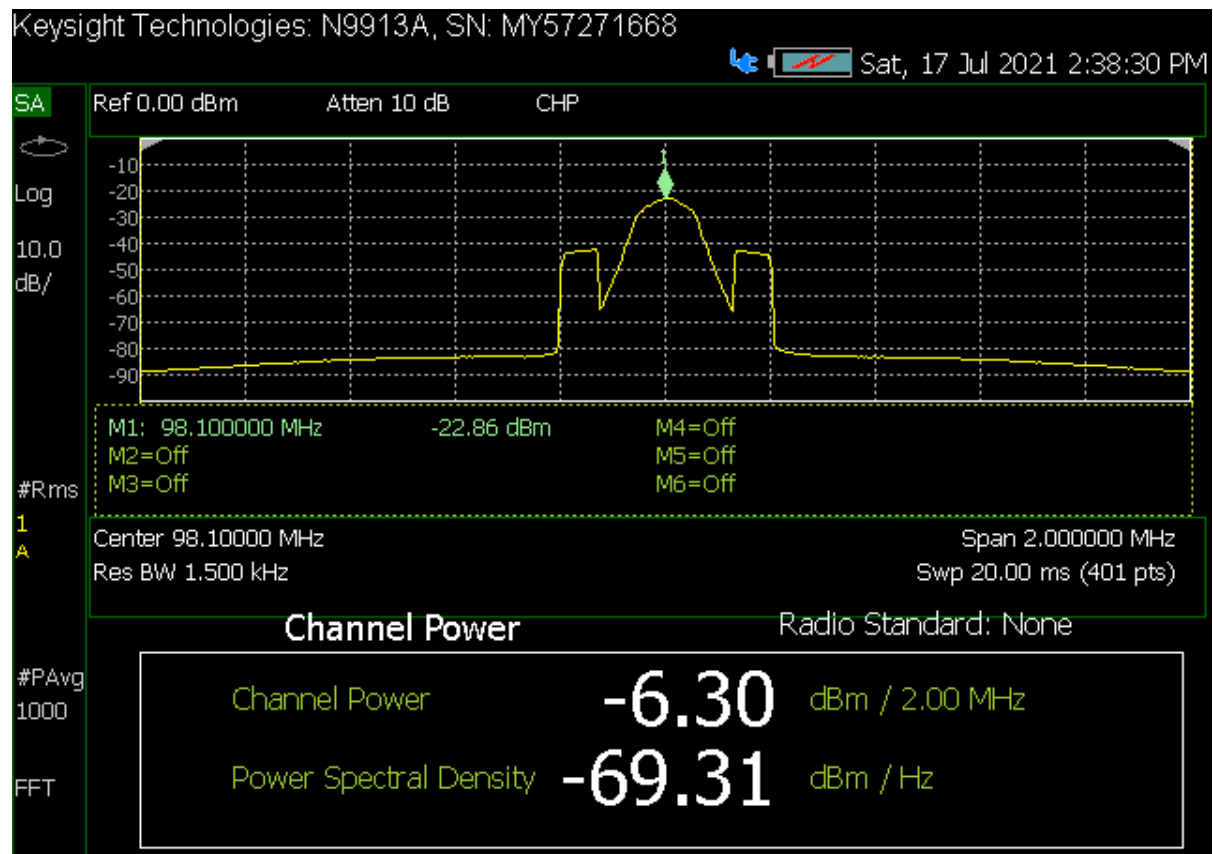 Keysight Technologies: N9913A, SN: MY57271668
Sat, 17 Jul 2021 2:38:30 PM
SA
Ref 0.00 dBm Atten 10 dB CHP
Log
10.0
dB/
1
-10
-20
-30
-40
-50
-60
-70
-80
-90
M1: 98.100000 MHz -22.86 dBm M4=Off
M2=Off M5=Off
M3=Off M6=Off
#Rms
1
A
Center 98.10000 MHz Span 2.000000 MHz
Res BW 1.500 kHz Swp 20.00 ms (401 pts)
Channel Power Radio Standard: None
#PAvg
1000
Channel Power -6.30 dBm / 2.00 MHz
Power Spectral Density -69.31 dBm / Hz
FFT